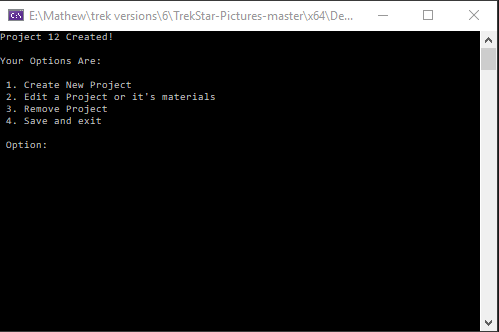 E:\Mathew\trek versions\6\TrekStar-Pictures-master\x64\De...
Project 12 Created!
Your Options Are:
1. Create New Project
2. Edit a Project or it's materials
3. Remove Project
4. Save and exit
Option: